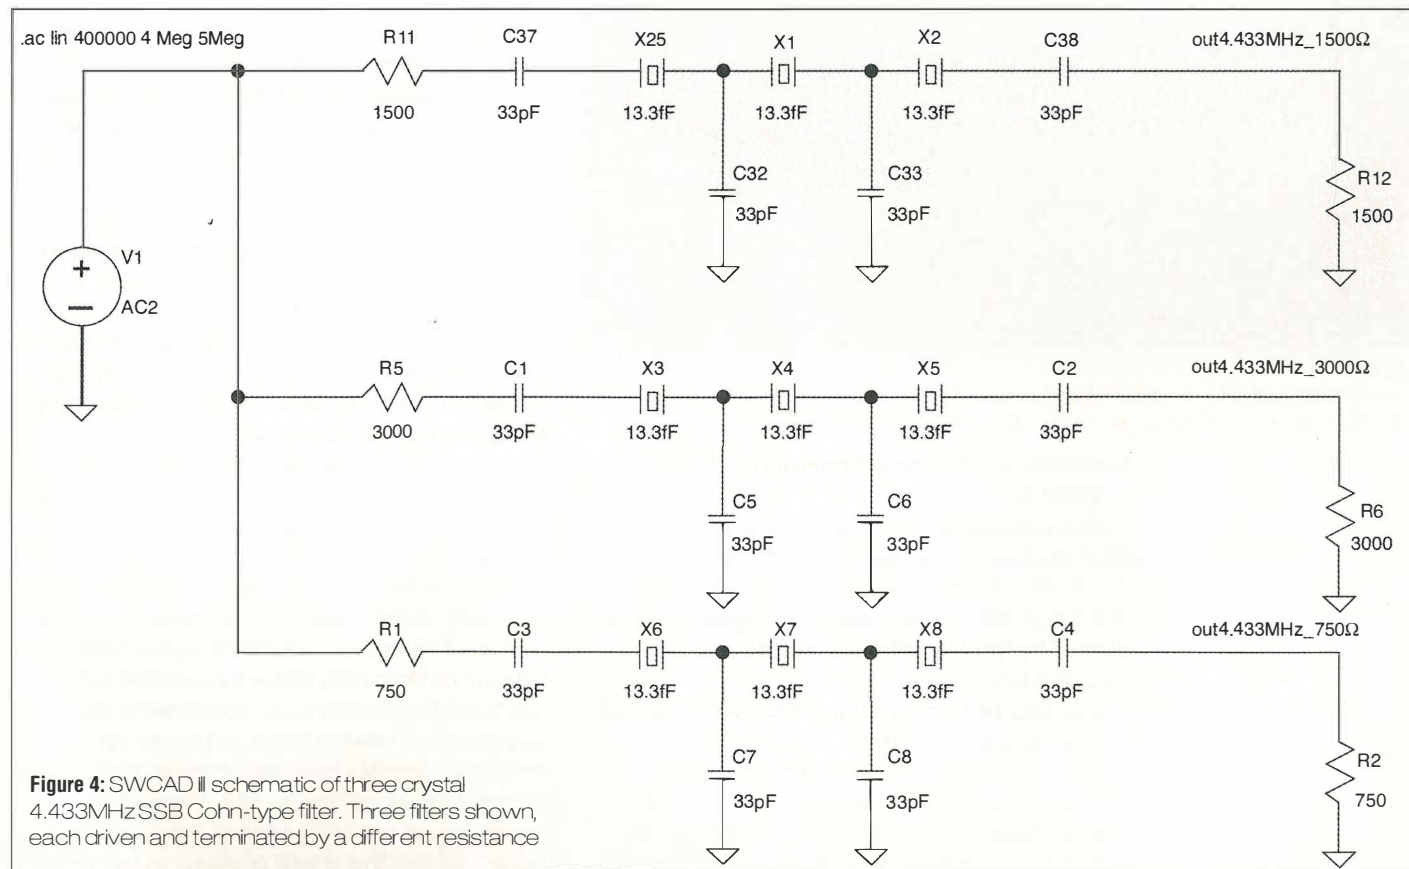 .ac lin 400000 4 Meg 5Meg
R11
C37
X25
X1
X2
C38
out4.433MHz_1500Ω
1500
33pF
13.3fF
13.3fF
13.3fF
33pF
C32
33pF
C33
33pF
R12
1500
V1
AC2
R5
C1
X3
X4
X5
C2
out4.433MHz_3000Ω
3000
33pF
13.3fF
13.3fF
13.3fF
33pF
C5
33pF
C6
33pF
R6
3000
R1
C3
X6
X7
X8
C4
out4.433MHz_750Ω
750
33pF
13.3fF
13.3fF
13.3fF
33pF
C7
33pF
C8
33pF
R2
750
Figure 4: SWCAD III schematic of three crystal
4.433MHz SSB Cohn-type filter. Three filters shown,
each driven and terminated by a different resistance